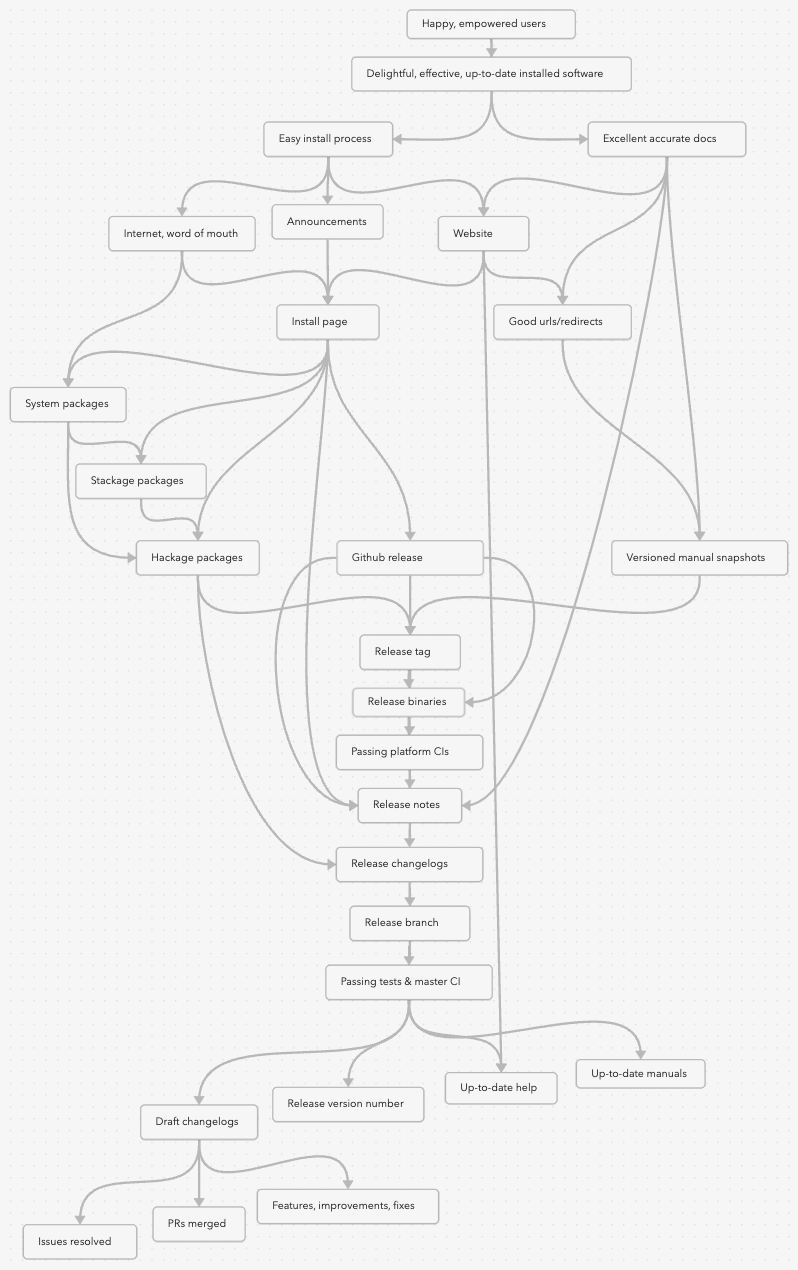 Happy, empowered users
Delightful, effective, up-to-date installed software
Easy install process
Excellent accurate docs
Internet, word of mouth
Announcements
Website
Install page
Good urls/redirects
System packages
Stackage packages
Hackage packages
Github release
Versioned manual snapshots
Release tag
Release binaries
Passing platform CIs
Release notes
Release changelogs
Release branch
Passing tests & master CI
Up-to-date manuals
Up-to-date help
Release version number
Draft changelogs
Features, improvements, fixes
PRs merged
Issues resolved